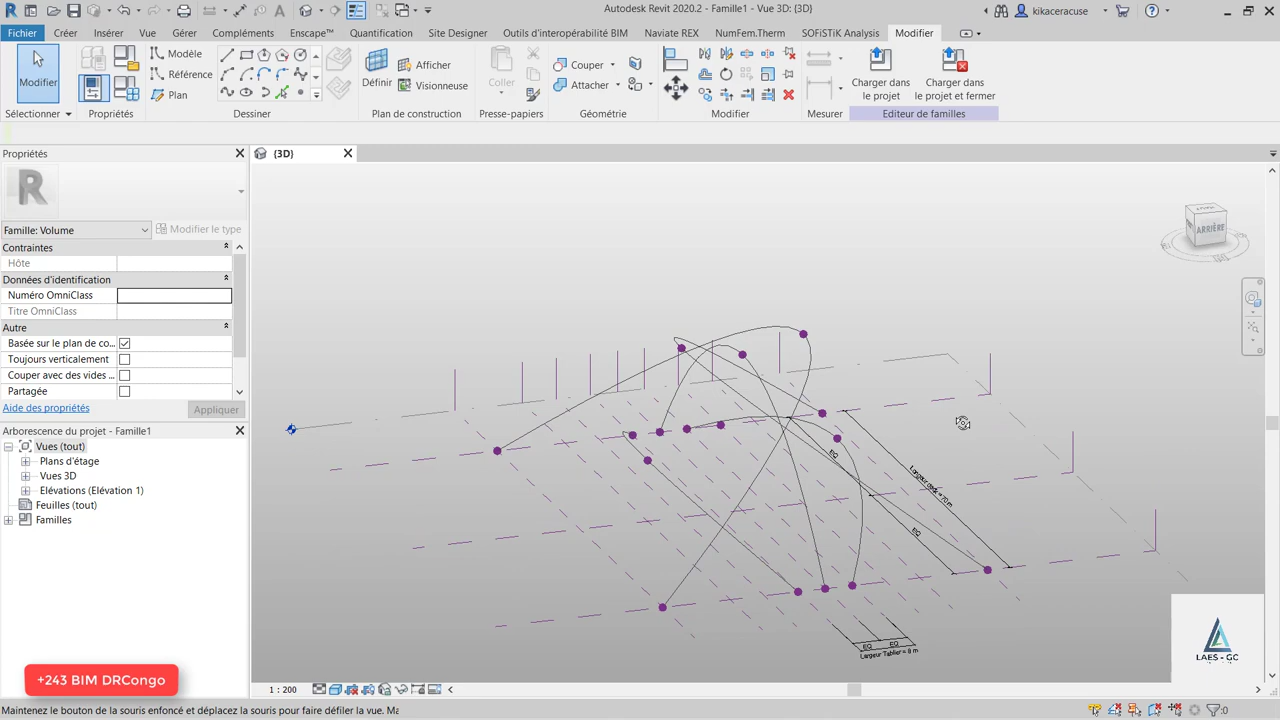 Autodesk Revit 2020.2 - Famille1 - Vue 3D: {3D}
kikaceracuse
Fichier
Créer
Insérer
Vue
Gérer
Compléments
Enscape™
Quantification
Site Designer
Outils d'interopérabilité BIM
Naviate REX
NumFem.Therm
SOFiSTiK Analysis
Modifier
Modifier
Modèle
Référence
Plan
Définir
Afficher
Visionneuse
Coller
Couper
Attacher
Charger dans
le projet
Charger dans
le projet et fermer
Sélectionner
Propriétés
Dessiner
Plan de construction
Presse-papiers
Géométrie
Modifier
Mesurer
Editeur de familles
Propriétés
{3D}
Famille: Volume
Modifier le type
Contraintes
Hôte
Données d'identification
Numéro OmniClass
Titre OmniClass
Autre
Basée sur le plan de co...
Toujours verticalement
Couper avec des vides ...
Partagée
Aide des propriétés
Appliquer
Arborescence du projet - Famille1
Vues (tout)
Plans d'étage
Vues 3D
Elévations (Elévation 1)
Feuilles (tout)
Familles
ARRIÈRE
EQ
EQ
EQ
EQ
Largeur Tablier = 8 m
LAES - GC
+243 BIM DRCongo
1 : 200
Maintenez le bouton de la souris enfoncé et déplacez la souris pour faire défiler la vue. Ma
:0